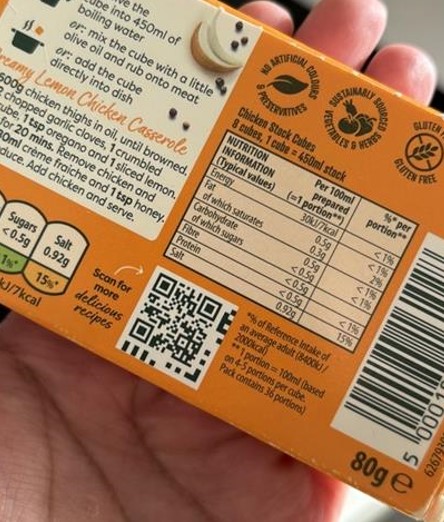 cube into 450ml of
boiling water
or: mix the cube with a little
olive oil and rub onto meat
or: add the cube
directly into dish
Creamy Lemon Chicken Casserole
600g chicken thighs in oil, until browned.
chopped garlic cloves, 1 crumbled
cube, 1 tsp oregano and 1 sliced lemon.
for 20 mins. Remove chicken and
crème fraîche and 1 tsp honey.
Add chicken and serve.
Sugars
<0.5g
1%*
Salt
0.92g
15%*
kJ/7kcal
Scan for
more
delicious
recipes
NO ARTIFICIAL COLOURS
& PRESERVATIVES
SUSTAINABLY SOURCED
VEGETABLES & HERBS
GLUTEN FREE
Chicken Stock Cubes
8 cubes, 1 cube = 450ml stock
NUTRITION
INFORMATION
(Typical values)
Per 100ml
prepared
(=1 portion**)
%* per
portion**
Energy 30kJ/7kcal <1%
Fat 0.5g <1%
of which saturates 0.3g 2%
Carbohydrate 0.5g <1%
of which sugars <0.5g <1%
Fibre <0.5g
Protein <0.5g <1%
Salt 0.92g 15%
*% of Reference Intake of
an average adult (8400kJ/
2000kcal)
** 1 portion = 100ml (based
on 4-5 portions per cube.
Pack contains 36 portions)
80g e